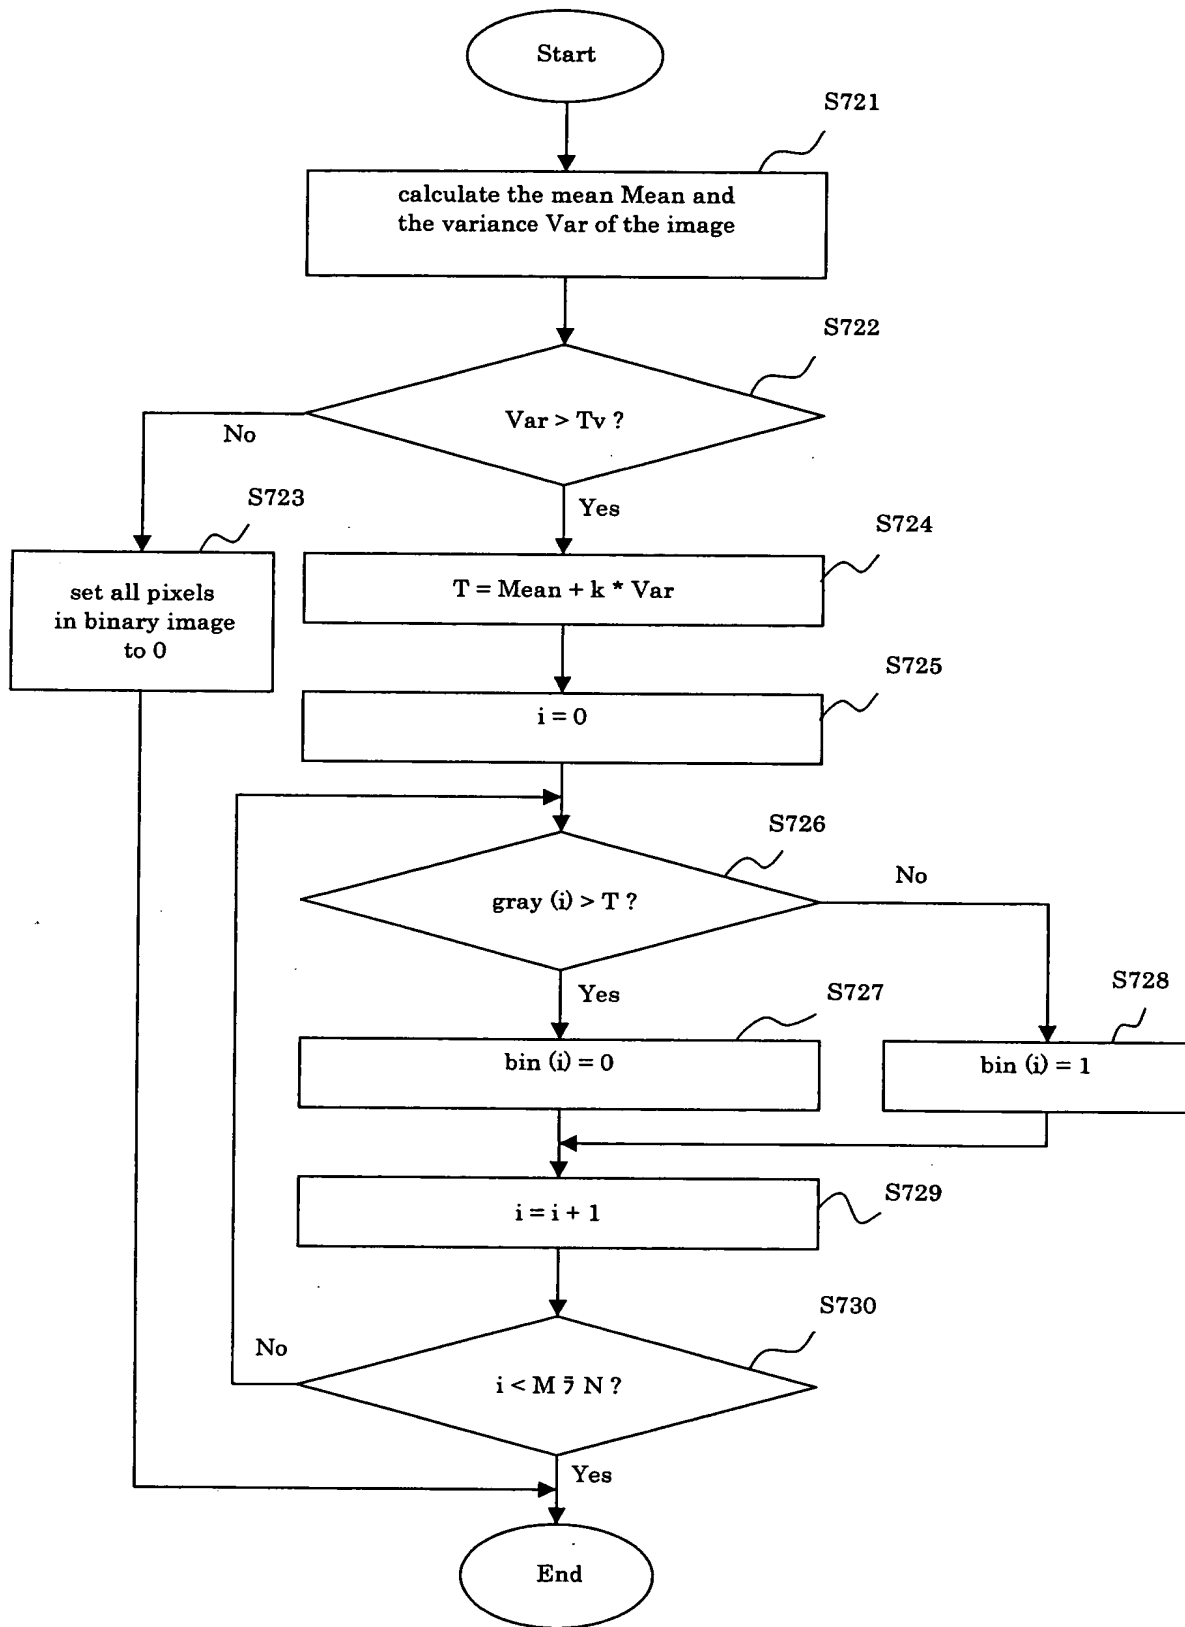 Start
S721
calculate the mean Mean and
the variance Var of the image
S722
Var > Tv ?
No
Yes
S723
set all pixels
in binary image
to 0
S724
T = Mean + k * Var
S725
i = 0
S726
gray (i) > T ?
No
Yes
S727
bin (i) = 0
S728
bin (i) = 1
S729
i = i + 1
S730
No
i < M ﾗ N ?
Yes
End